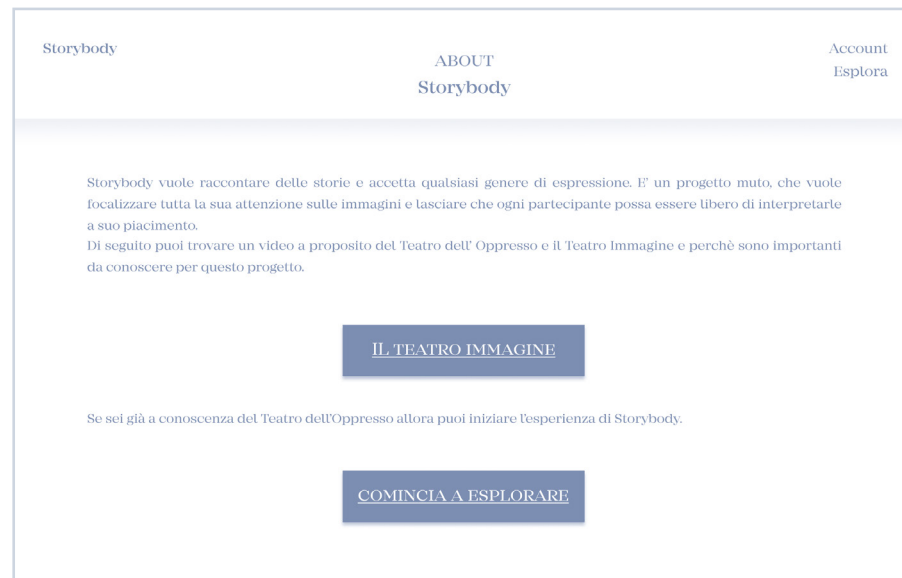 Storybody
ABOUT
Storybody
Account
Esplora
Storybody vuole raccontare delle storie e accetta qualsiasi genere di espressione. E' un progetto muto, che vuole
focalizzare tutta la sua attenzione sulle immagini e lasciare che ogni partecipante possa essere libero di interpretarle
a suo piacimento.
Di seguito puoi trovare un video a proposito del Teatro dell' Oppresso e il Teatro Immagine e perchè sono importanti
da conoscere per questo progetto.
IL TEATRO IMMAGINE
Se sei già a conoscenza del Teatro dell'Oppresso allora puoi iniziare l'esperienza di Storybody.
COMINCIA A ESPLORARE